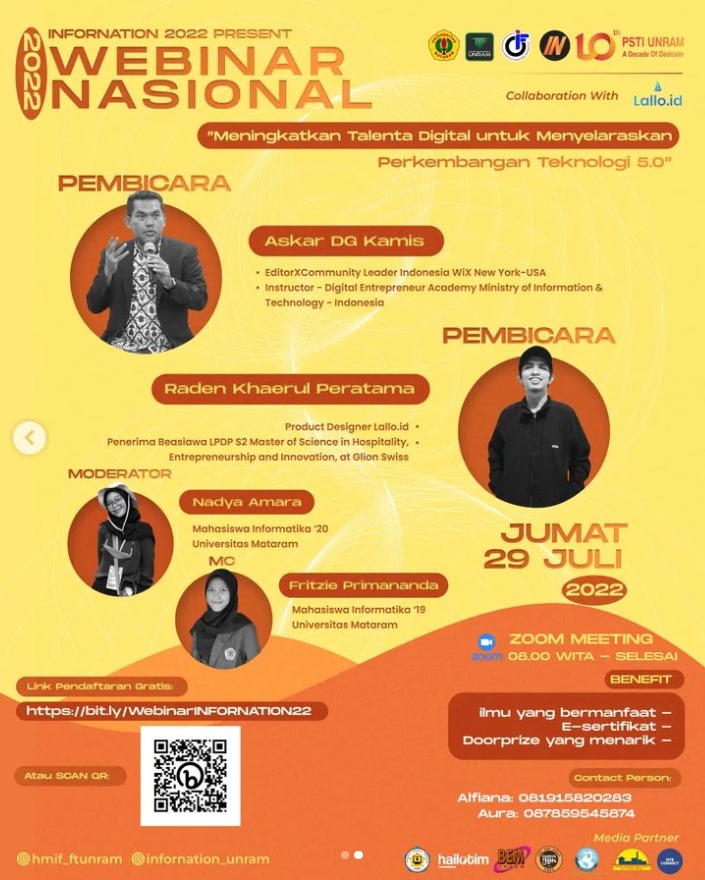 INFORNATION 2022 PRESENT
2022
WEBINAR
NASIONAL
UNRAM
IF
IN
10th
PSTI UNRAM
A Decade Of Dedicate
Collaboration With
Lallo.id
"Meningkatkan Talenta Digital untuk Menyelaraskan
Perkembangan Teknologi 5.0"
PEMBICARA
Askar DG Kamis
• EditorXCommunity Leader Indonesia WiX New York-USA
• Instructor - Digital Entrepreneur Academy Ministry of Information &
Technology - Indonesia
PEMBICARA
Raden Khaerul Peratama
Product Designer Lallo.id •
Penerima Beasiawa LPDP S2 Master of Science in Hospitality, •
Entrepreneurship and Innovation, at Glion Swiss
MODERATOR
Nadya Amara
Mahasiswa Informatika '20
Universitas Mataram
MC
Fritzie Primananda
Mahasiswa Informatika '19
Universitas Mataram
JUMAT
29 JULI
2022
ZOOM MEETING
zoom
08.00 WITA – SELESAI
BENEFIT
ilmu yang bermanfaat –
E-sertifikat –
Doorprize yang menarik –
Link Pendaftaran Gratis:
https://bit.ly/WebinarINFORNATION22
Atau SCAN QR:
b
Contact Person:
Alfiana: 081915820283
Aura: 087859545874
Media Partner
@hmif_ftunram @infornation_unram
hallotim
BEM